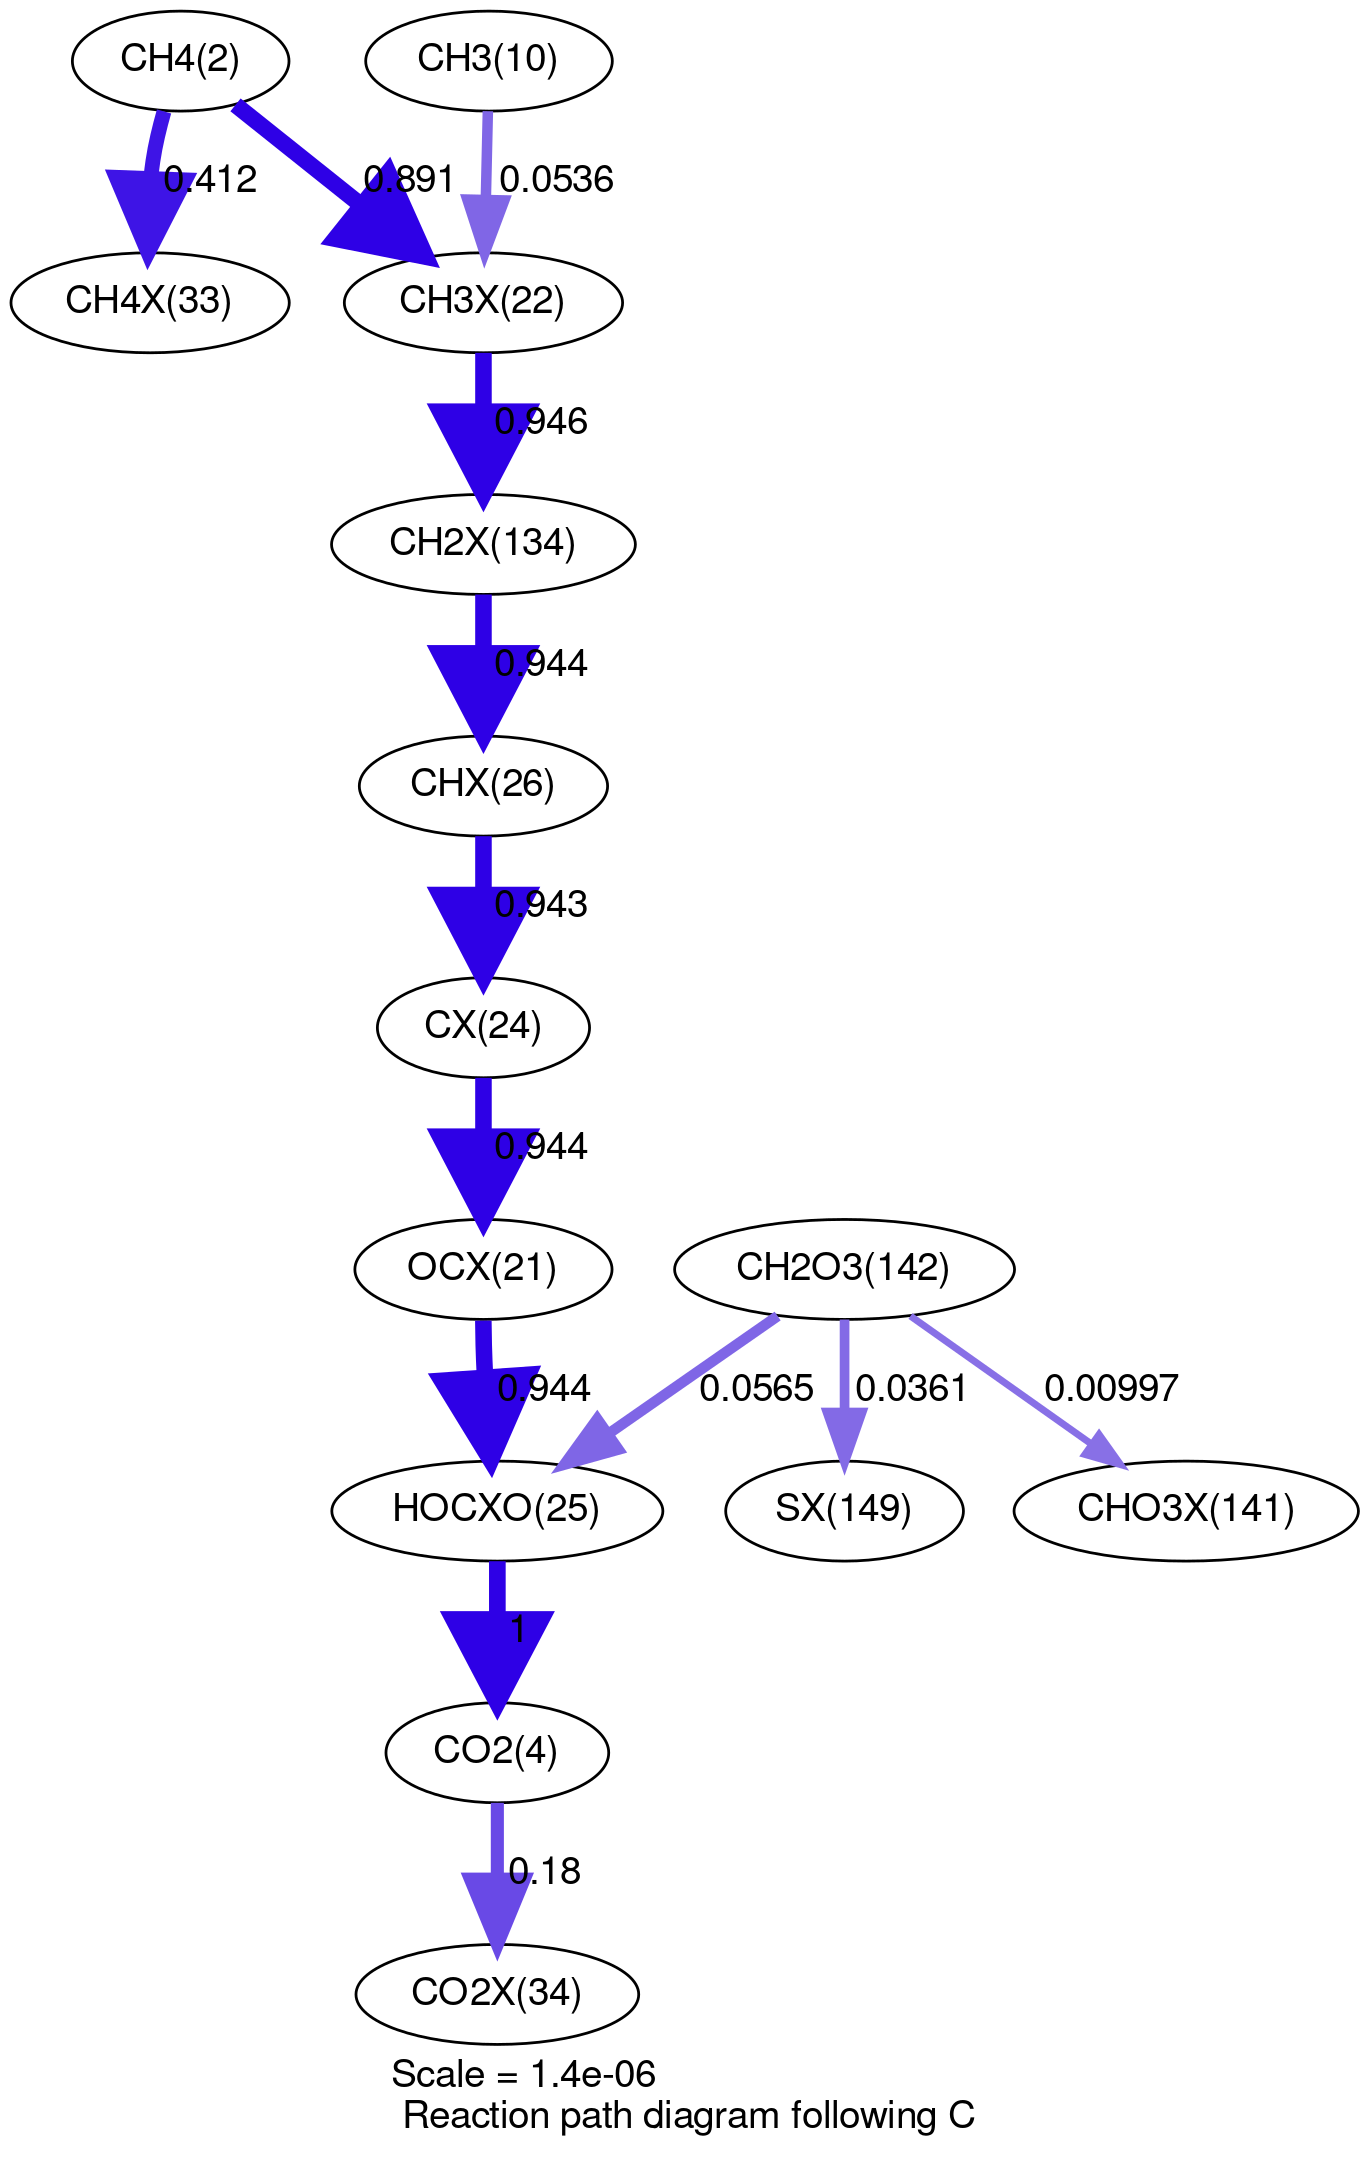 CH4(2)
CH3(10)
0.412
0.891
0.0536
CH4X(33)
CH3X(22)
0.946
CH2X(134)
0.944
CHX(26)
0.943
CX(24)
0.944
OCX(21)
CH2O3(142)
0.944
0.0565
0.0361
0.00997
HOCXO(25)
SX(149)
CHO3X(141)
1
CO2(4)
0.18
CO2X(34)
Scale = 1.4e-06
Reaction path diagram following C